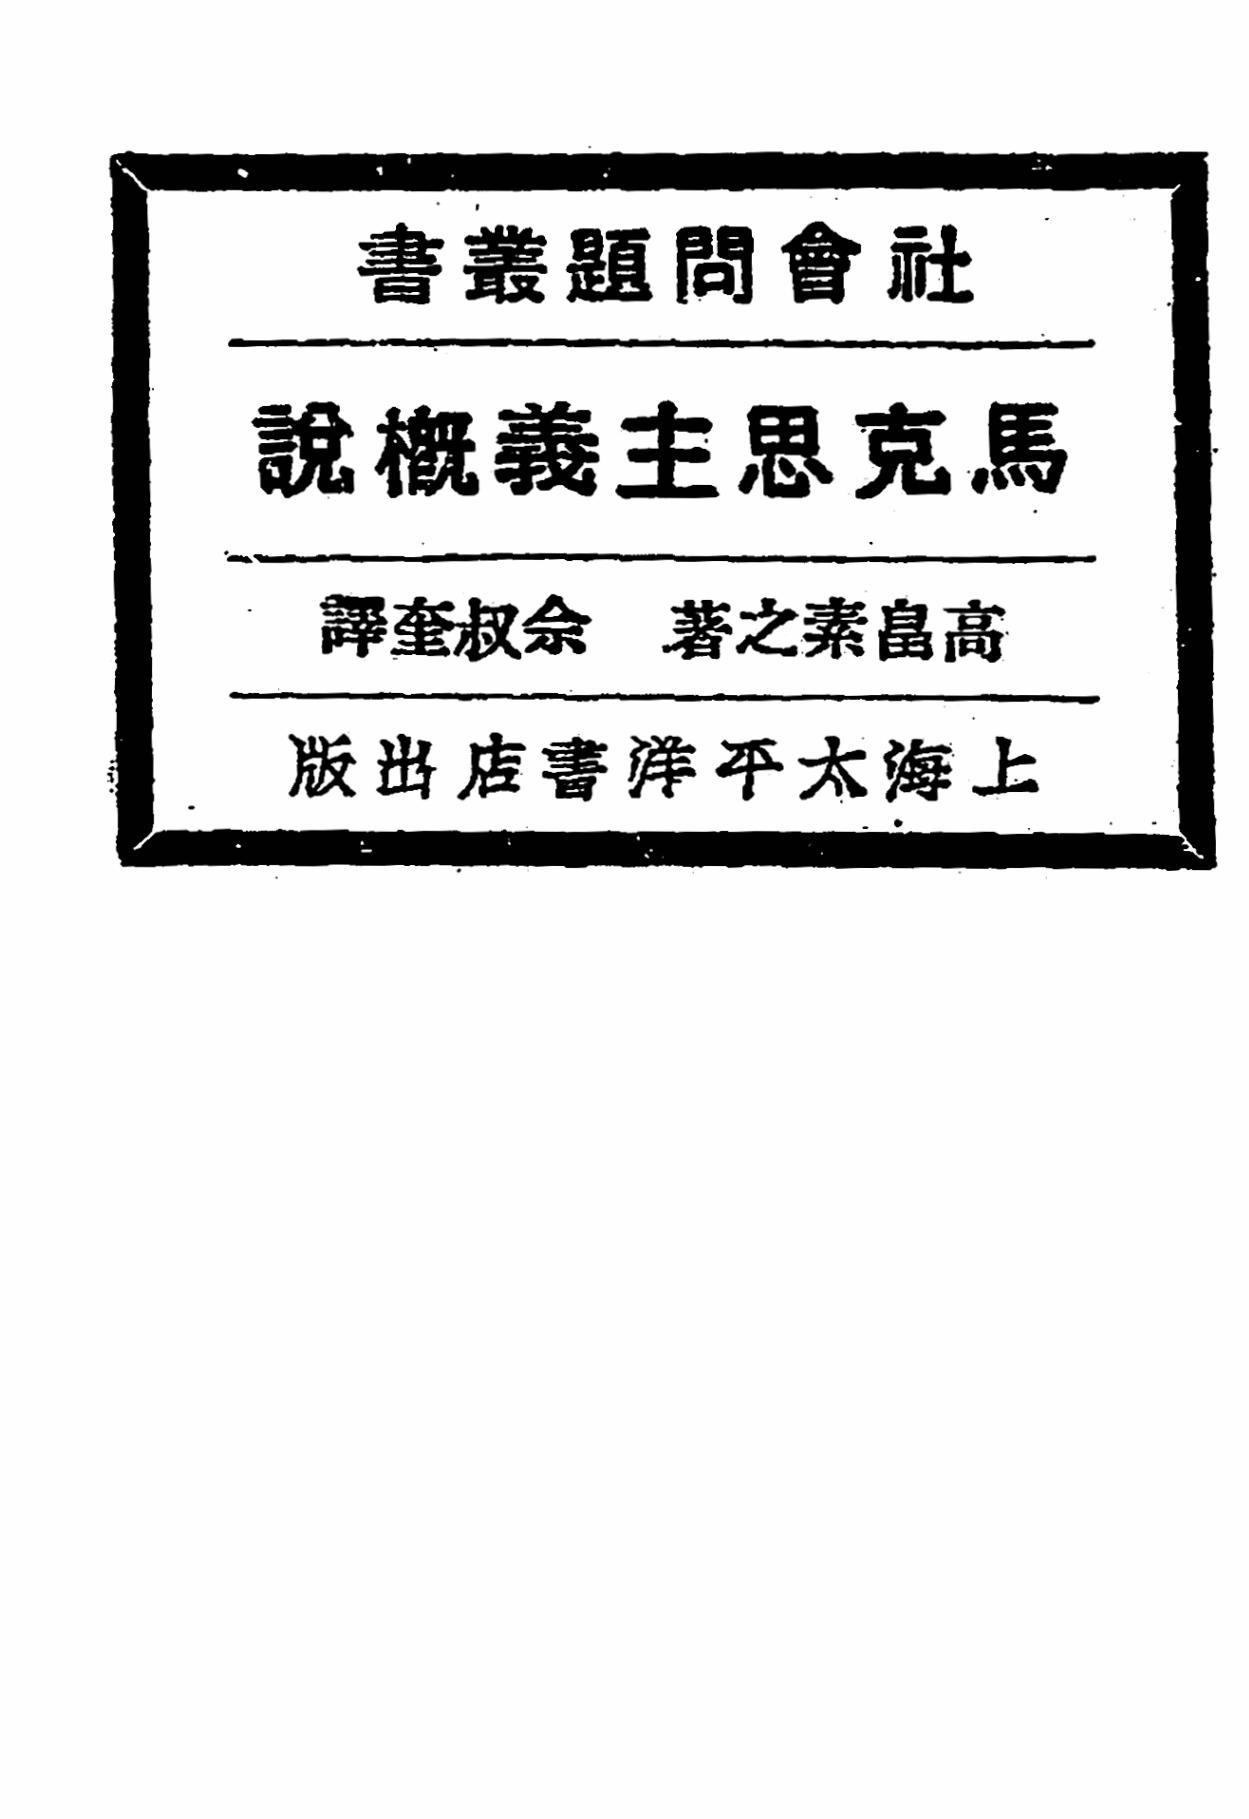 社會問題叢書
馬克思主義概說
高畠素之著　佘叔奎譯
上海太平洋書店出版